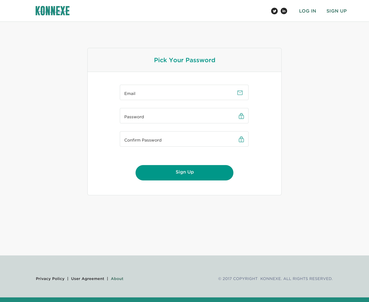 KONNEXE
LOG IN SIGN UP
Pick Your Password
Email
Password
Confirm Password
Sign Up
Privacy Policy | User Agreement | About
© 2017 COPYRIGHT KONNEXE. ALL RIGHTS RESERVED.